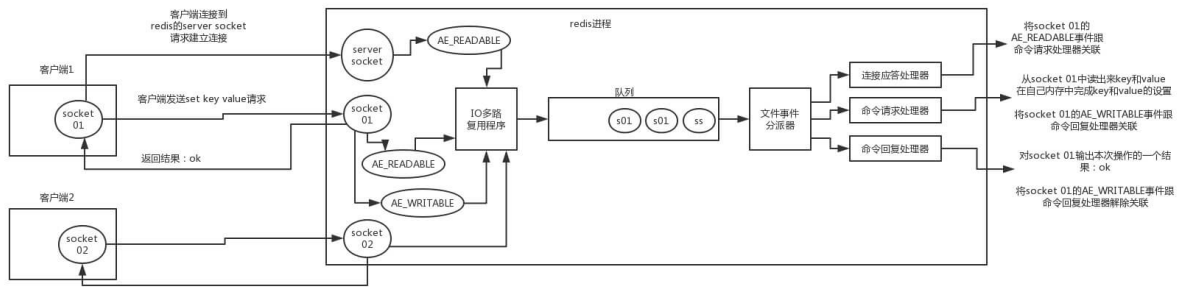 客户端连接到
redis的server socket
请求建立连接
redis进程
将socket 01的
AE_READABLE事件跟
命令请求处理器关联
server
socket
AE_READABLE
客户端1
socket
01
客户端发送set key value请求
socket
01
返回结果：ok
AE_READABLE
AE_WRITABLE
IO多路
复用程序
队列
s01
s01
ss
文件事件
分派器
连接应答处理器
命令请求处理器
命令回复处理器
从socket 01中读出来key和value
在自己内存中完成key和value的设置
将socket 01的AE_WRITABLE事件跟
命令回复处理器关联
对socket 01输出本次操作的一个结
果：ok
将socket 01的AE_WRITABLE事件跟
命令回复处理器解除关联
客户端2
socket
02
socket
02